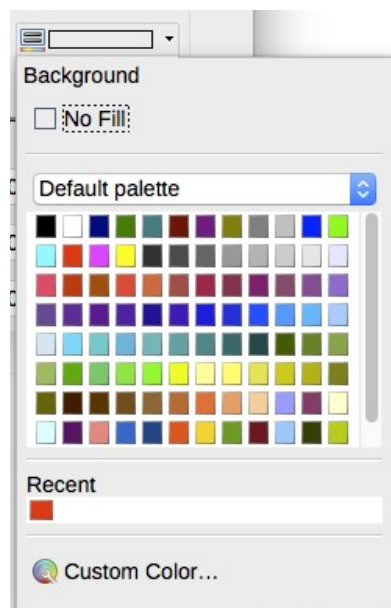 Background
No Fill
Default palette
Recent
Custom Color...